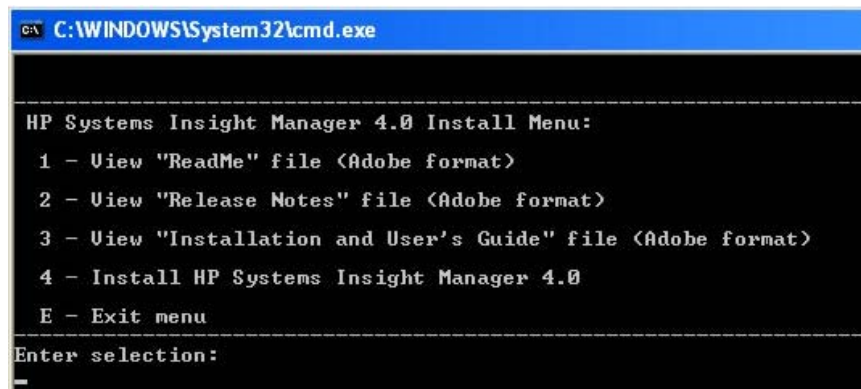 C:\WINDOWS\System32\cmd.exe
HP Systems Insight Manager 4.0 Install Menu:
1 - View "ReadMe" file (Adobe format)
2 - View "Release Notes" file (Adobe format)
3 - View "Installation and User's Guide" file (Adobe format)
4 - Install HP Systems Insight Manager 4.0
E - Exit menu
Enter selection: